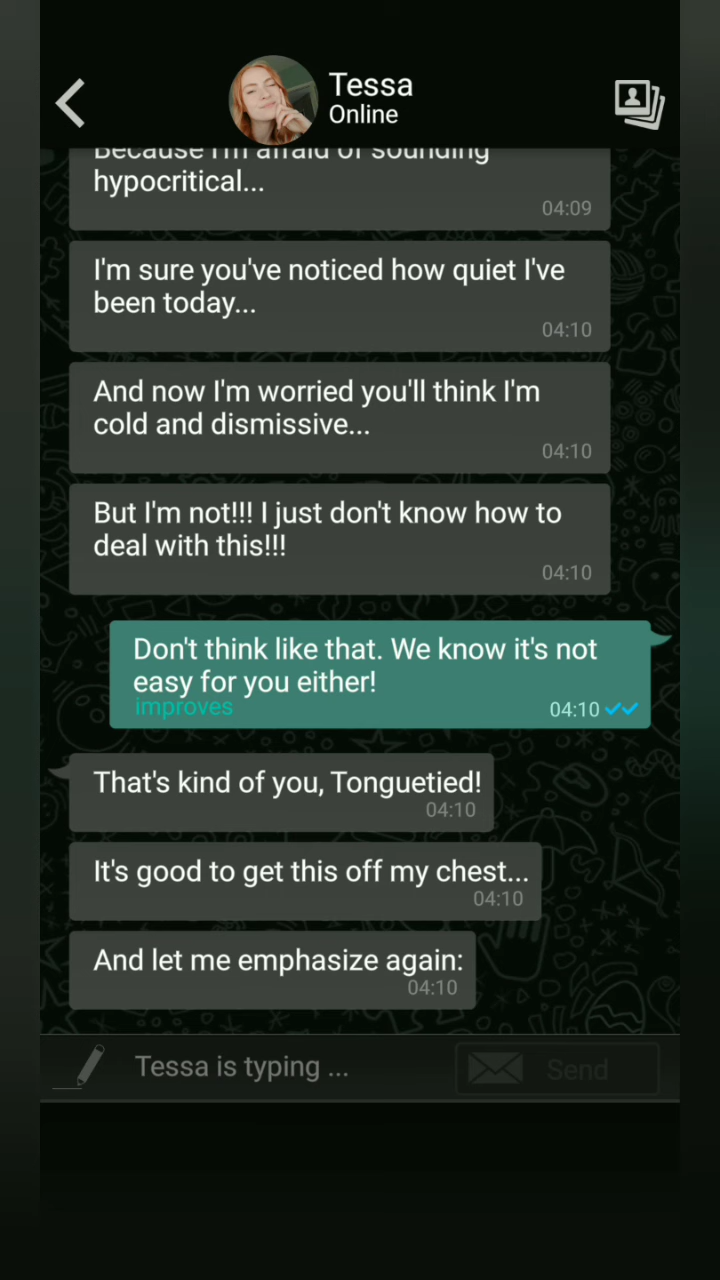 Tessa
Online
Because I'm afraid of sounding
hypocritical...
04:09
I'm sure you've noticed how quiet I've
been today...
04:10
And now I'm worried you'll think I'm
cold and dismissive...
04:10
But I'm not!!! I just don't know how to
deal with this!!!
04:10
Don't think like that. We know it's not
easy for you either!
improves
04:10
That's kind of you, Tonguetied!
04:10
It's good to get this off my chest...
04:10
And let me emphasize again:
04:10
Tessa is typing ...
Send